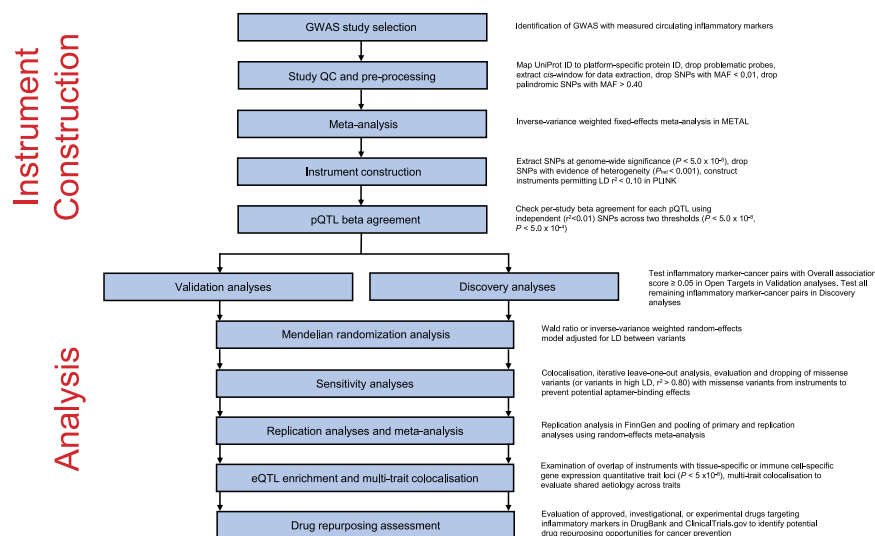 Instrument
Construction
GWAS study selection
Identification of GWAS with measured circulating inflammatory markers
Study QC and pre-processing
Map UniProt ID to platform-specific protein ID, drop problematic probes,
extract cis-window for data extraction, drop SNPs with MAF < 0.01, drop
palindromic SNPs with MAF > 0.40
Meta-analysis
Inverse-variance weighted fixed-effects meta-analysis in METAL
Instrument construction
Extract SNPs at genome-wide significance (P < 5.0 x 10⁻⁸), drop
SNPs with evidence of heterogeneity (Phet < 0.001), construct
instruments permitting LD r² < 0.10 in PLINK
pQTL beta agreement
Check per-study beta agreement for each pQTL using
independent (r²<0.01) SNPs across two thresholds (P < 5.0 x 10⁻⁸,
P < 5.0 x 10⁻⁴)
Analysis
Validation analyses
Discovery analyses
Test inflammatory marker-cancer pairs with Overall association
score ≥ 0.05 in Open Targets in Validation analyses. Test all
remaining inflammatory marker-cancer pairs in Discovery
analyses
Mendelian randomization analysis
Wald ratio or inverse-variance weighted random-effects
model adjusted for LD between variants
Sensitivity analyses
Colocalisation, iterative leave-one-out analysis, evaluation and dropping of missense
variants (or variants in high LD, r² > 0.80) with missense variants from instruments to
prevent potential aptamer-binding effects
Replication analyses and meta-analysis
Replication analysis in FinnGen and pooling of primary and replication
analyses using random-effects meta-analysis
eQTL enrichment and multi-trait colocalisation
Examination of overlap of instruments with tissue-specific or immune cell-specific
gene expression quantitative trait loci (P < 5 x10⁻⁸), multi-trait colocalisation to
evaluate shared aetiology across traits
Drug repurposing assessment
Evaluation of approved, investigational, or experimental drugs targeting
inflammatory markers in DrugBank and ClinicalTrials.gov to identify potential
drug repurposing opportunities for cancer prevention